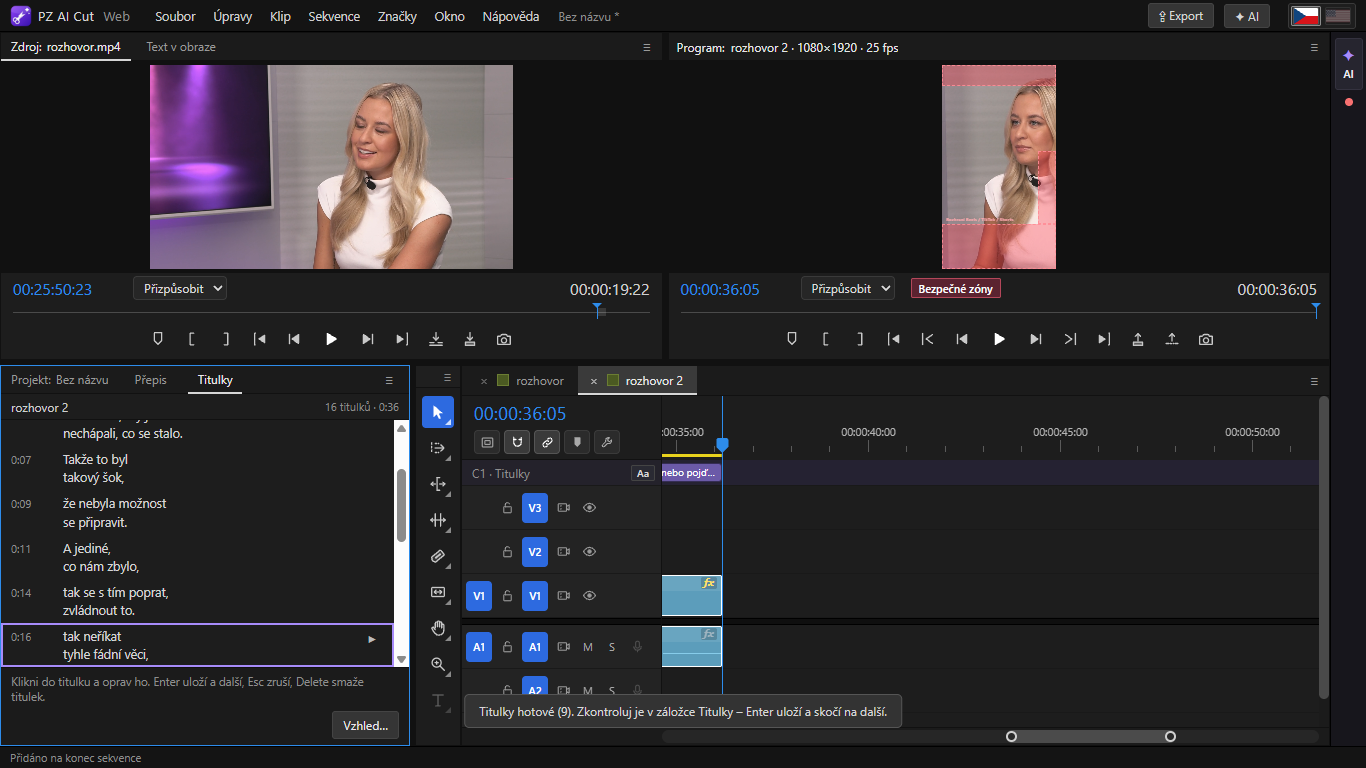 PZ AI Cut Web Soubor Úpravy Klip Sekvence Značky Okno Nápověda Bez názvu * Export AI
Zdroj: rozhovor.mp4 Text v obraze
Program: rozhovor 2 · 1080×1920 · 25 fps
AI
00:25:50:23 Přizpůsobit 00:00:19:22
00:00:36:05 Přizpůsobit Bezpečné zóny 00:00:36:05
Projekt: Bez názvu Přepis Titulky
rozhovor 2 16 titulků · 0:36
nechápali, co se stalo.
0:07 Takže to byl
takový šok,
0:09 že nebyla možnost
se připravit.
0:11 A jediné,
co nám zbylo,
0:14 tak se s tím poprat,
zvládnout to.
0:16 tak neříkat
tyhle fádní věci,
Klikni do titulku a oprav ho. Enter uloží a další, Esc zruší, Delete smaže
titulek.
Vzhled...
× rozhovor × rozhovor 2
00:00:36:05
:00:35:00 00:00:40:00 00:00:45:00 00:00:50:00
C1 · Titulky Aa nebo pojď...
V3
V2
V1 V1 fx
A1 A1 M S fx
A2 M S
T
Titulky hotové (9). Zkontroluj je v záložce Titulky – Enter uloží a skočí na další.
Přidáno na konec sekvence